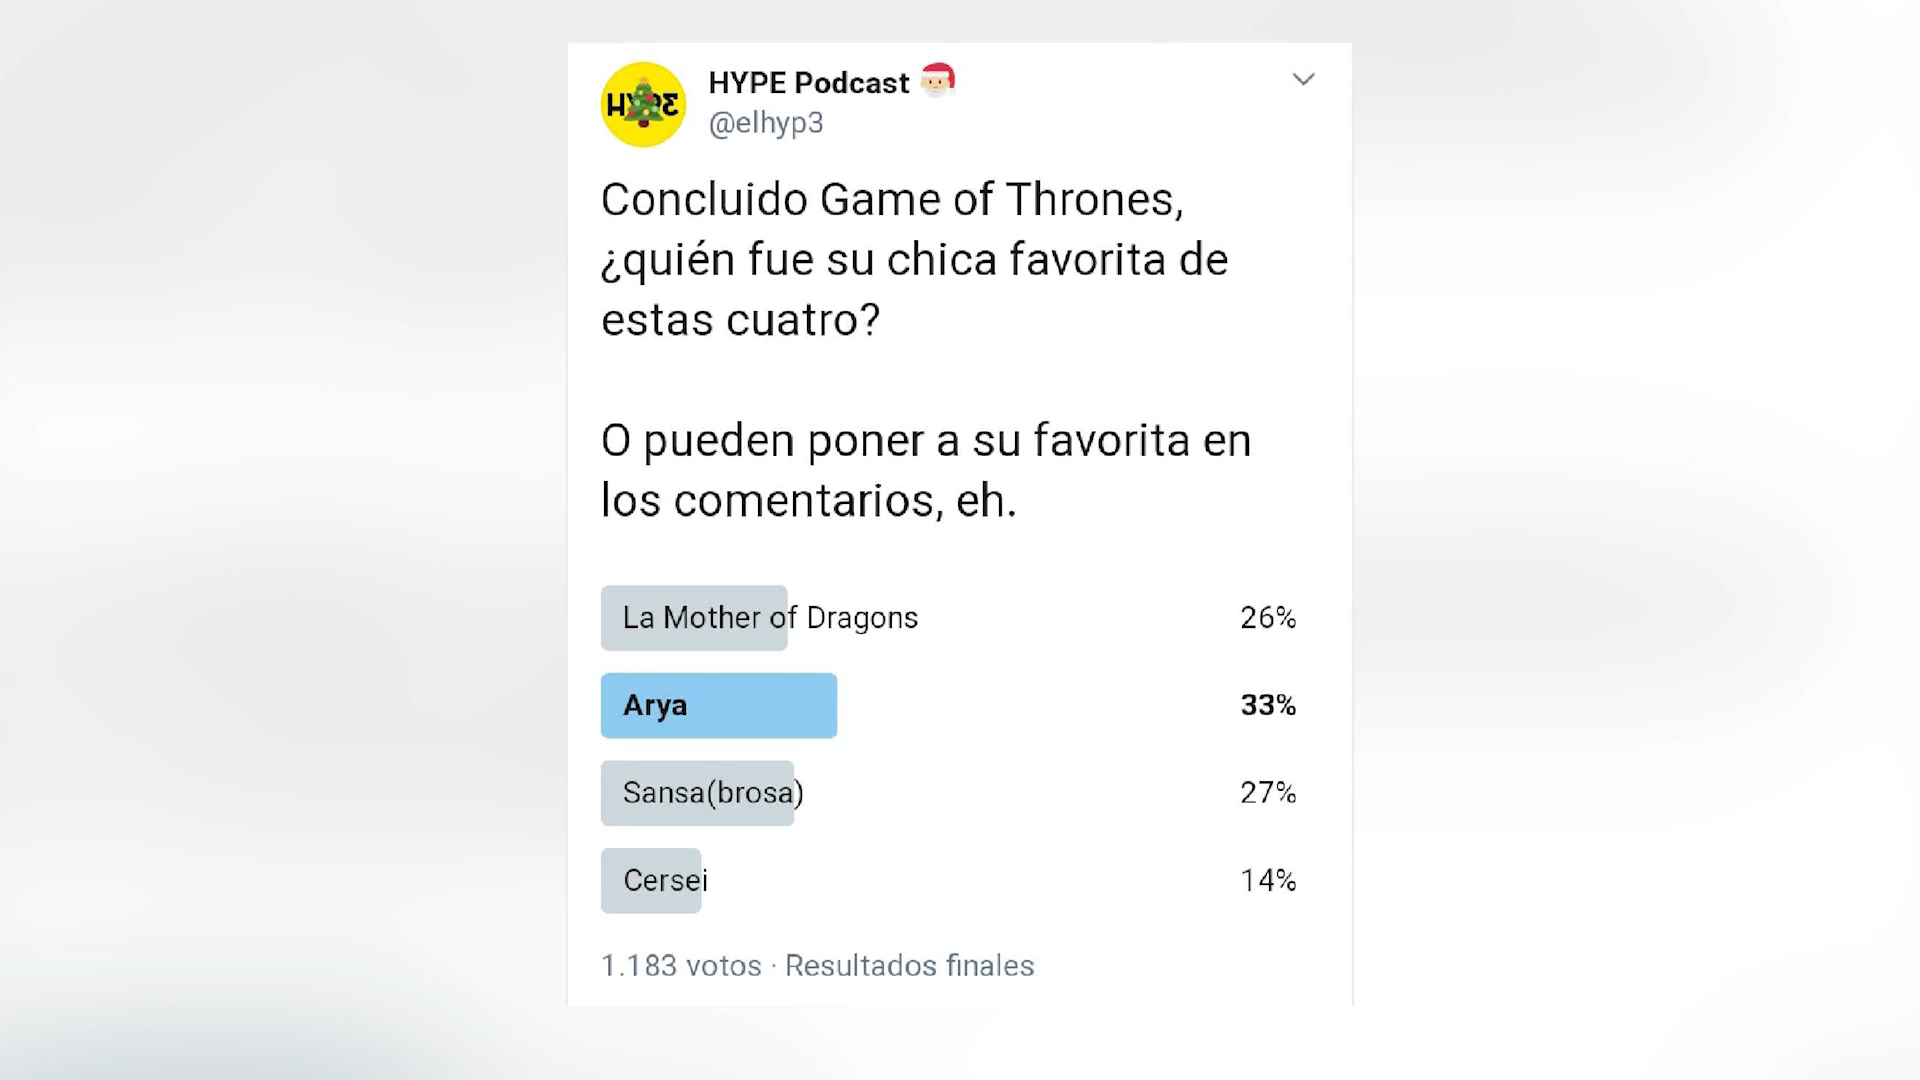 HYPE
HYPE Podcast
@elhyp3
Concluido Game of Thrones,
¿quién fue su chica favorita de
estas cuatro?
O pueden poner a su favorita en
los comentarios, eh.
La Mother of Dragons 26%
Arya 33%
Sansa(brosa) 27%
Cersei 14%
1.183 votos · Resultados finales